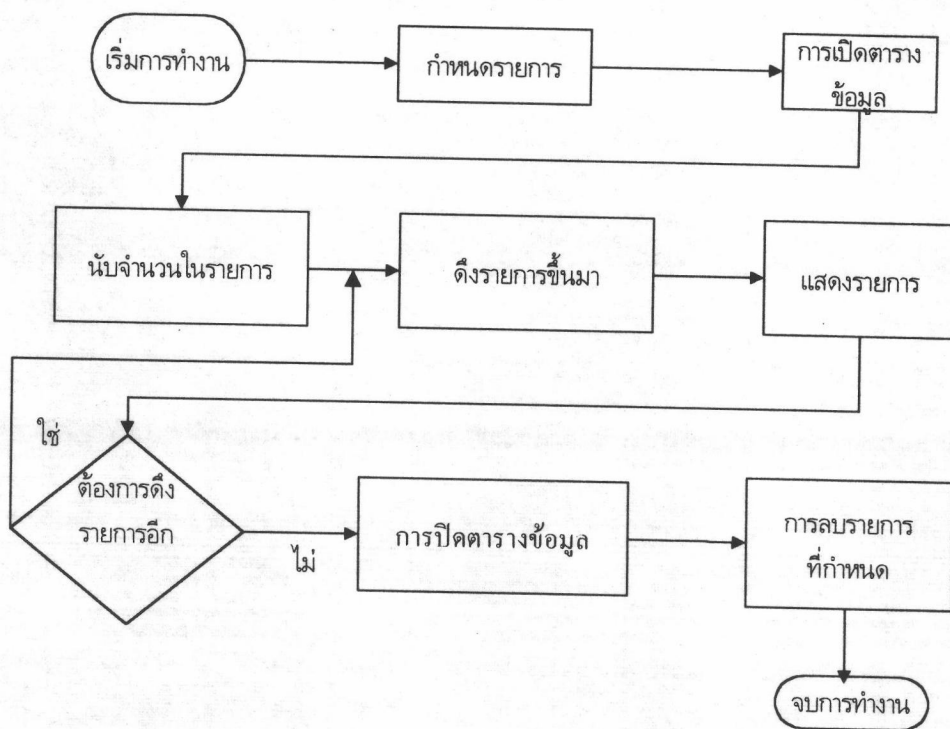 เริ่มการทำงาน
กำหนดรายการ
การเปิดตาราง
ข้อมูล
นับจำนวนในรายการ
ดึงรายการขึ้นมา
แสดงรายการ
ใช่
ต้องการดึง
รายการอีก
ไม่
การปิดตารางข้อมูล
การลบรายการ
ที่กำหนด
จบการทำงาน